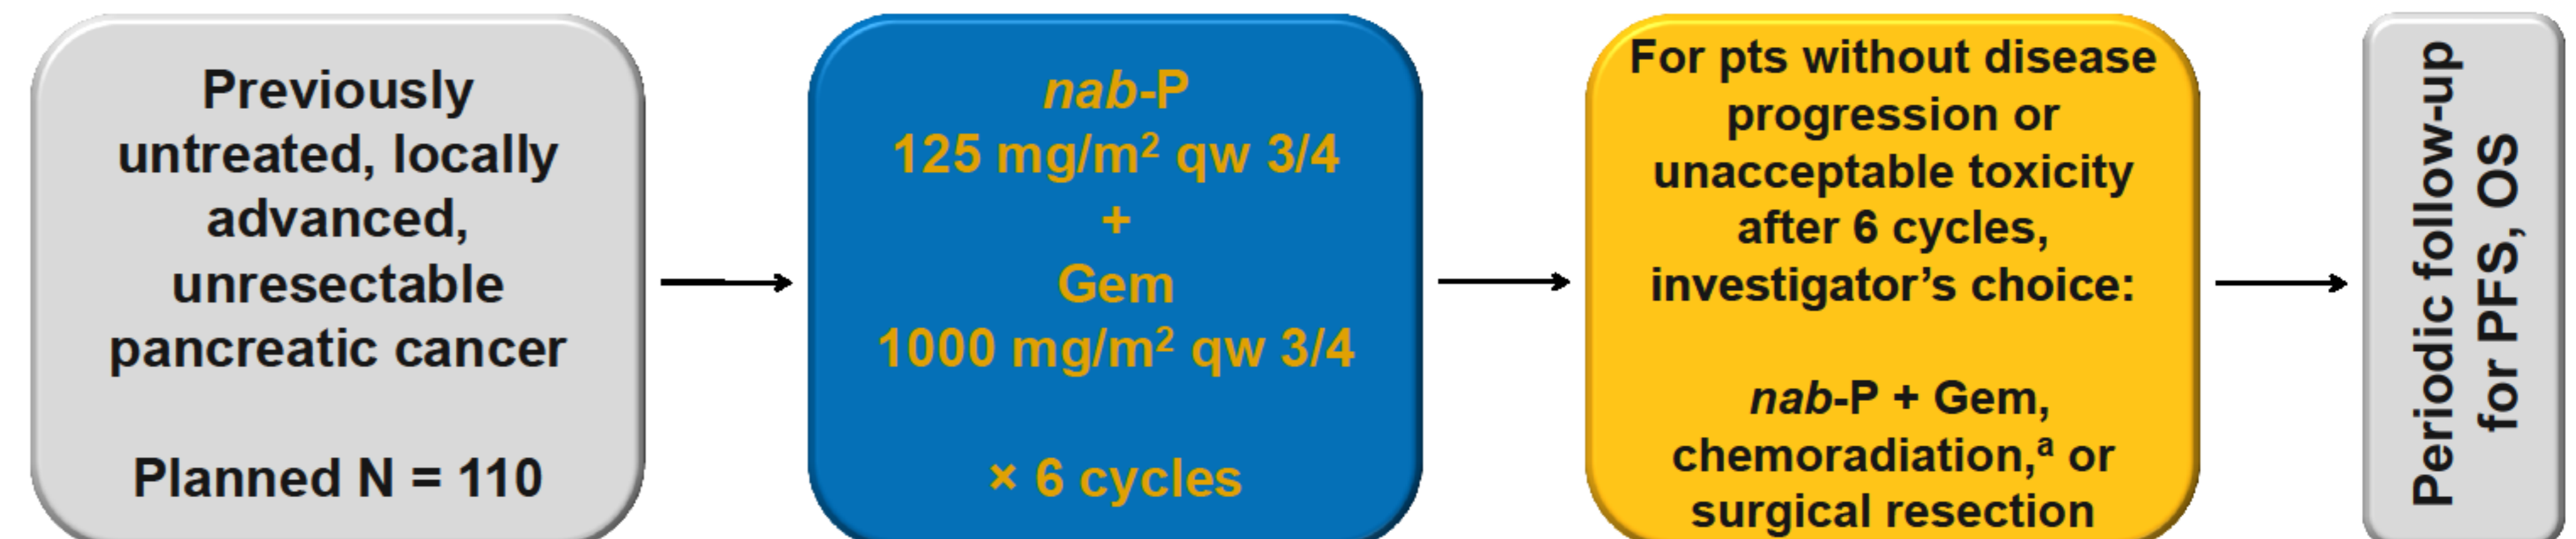 Previously
untreated, locally
advanced,
unresectable
pancreatic cancer
Planned N = 110
nab-P
125 mg/m² qw 3/4
+
Gem
1000 mg/m² qw 3/4
× 6 cycles
For pts without disease
progression or
unacceptable toxicity
after 6 cycles,
investigator’s choice:
nab-P + Gem,
chemoradiation,ᵃ or
surgical resection
Periodic follow-up
for PFS, OS